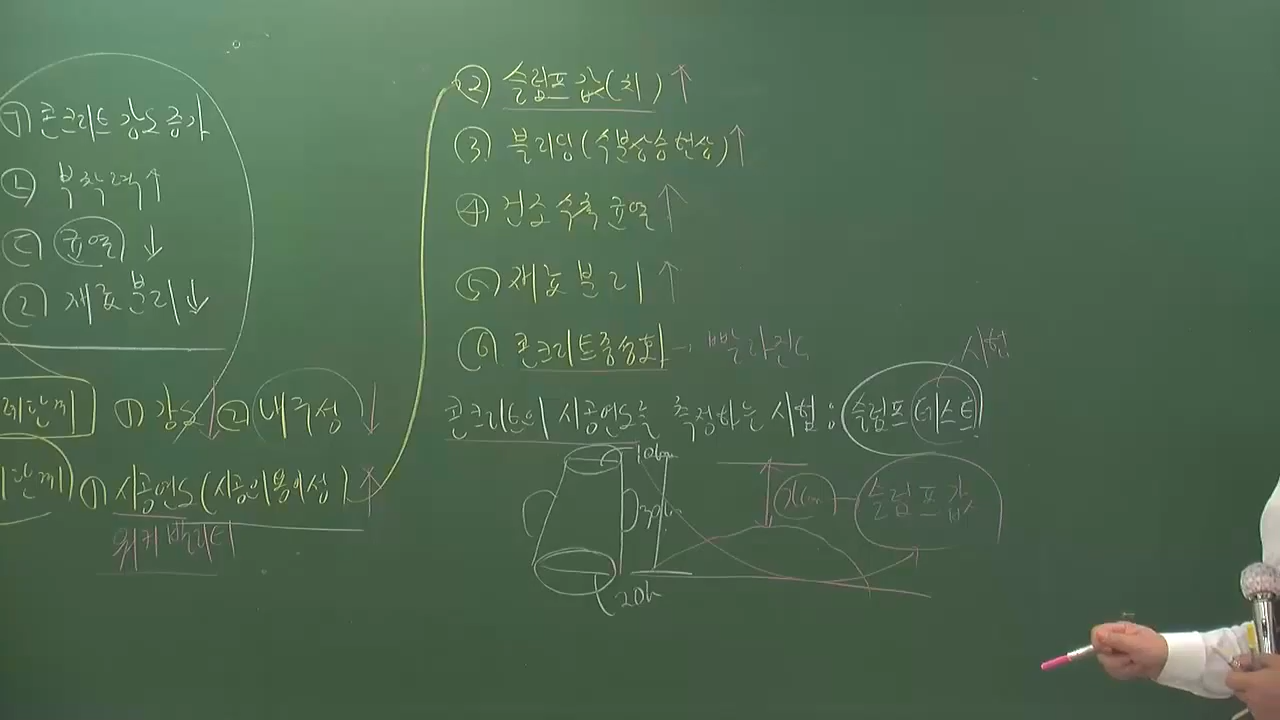 ㉠ 콘크리트 강도 증가
㉡ 부착력↑
㉢ 균열 ↓
㉣ 재료 분리↓
① 강도↓ ② 내구성↓
① 시공연도(시공의 용이성)↑
워커빌리티
② 슬럼프 값(치)↑
③ 블리딩(수분상승현상)↑
④ 건조 수축 균열↑
⑤ 재료 분리↑
⑥ 콘크리트중성화→ 빨라진다
시험
콘크리트의 시공연도를 측정하는 시험 : 슬럼프 테스트!
10cm
30cm
20cm
xcm
슬럼프값